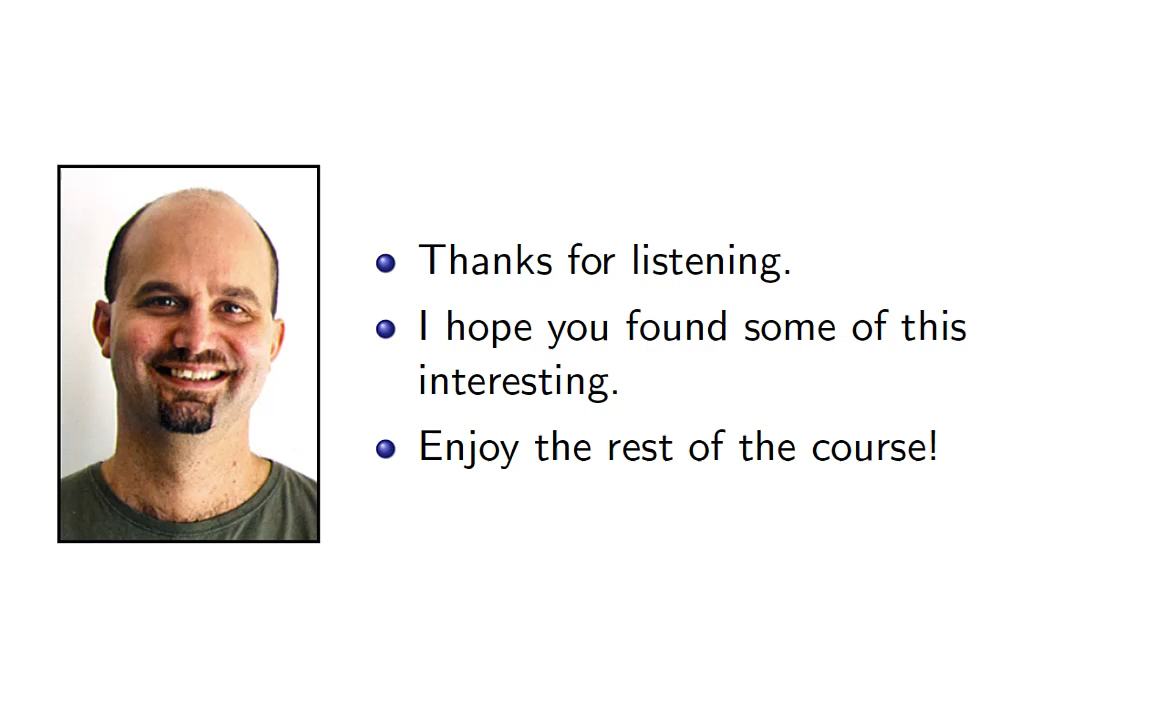 Thanks for listening.
I hope you found some of this
interesting.
Enjoy the rest of the course!